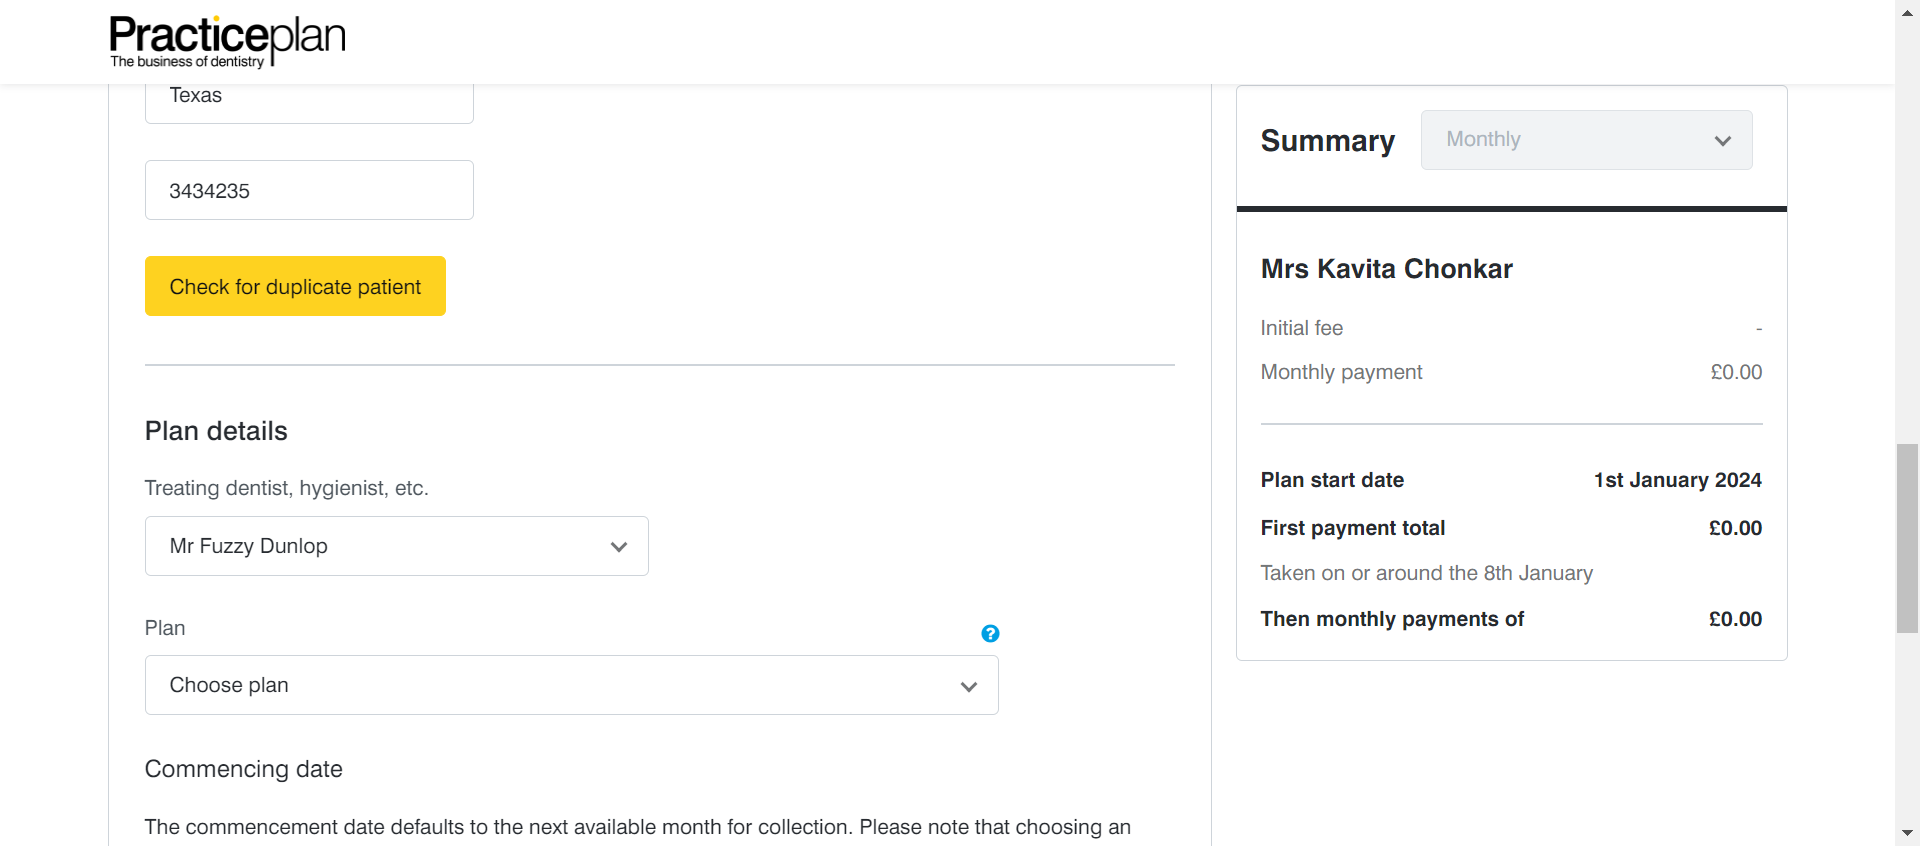 Practiceplan
The business of dentistry
Texas
3434235
Check for duplicate patient
Plan details
Treating dentist, hygienist, etc.
Mr Fuzzy Dunlop
Plan
?
Choose plan
Commencing date
The commencement date defaults to the next available month for collection. Please note that choosing an
Summary
Monthly
Mrs Kavita Chonkar
Initial fee -
Monthly payment £0.00
Plan start date 1st January 2024
First payment total £0.00
Taken on or around the 8th January
Then monthly payments of £0.00